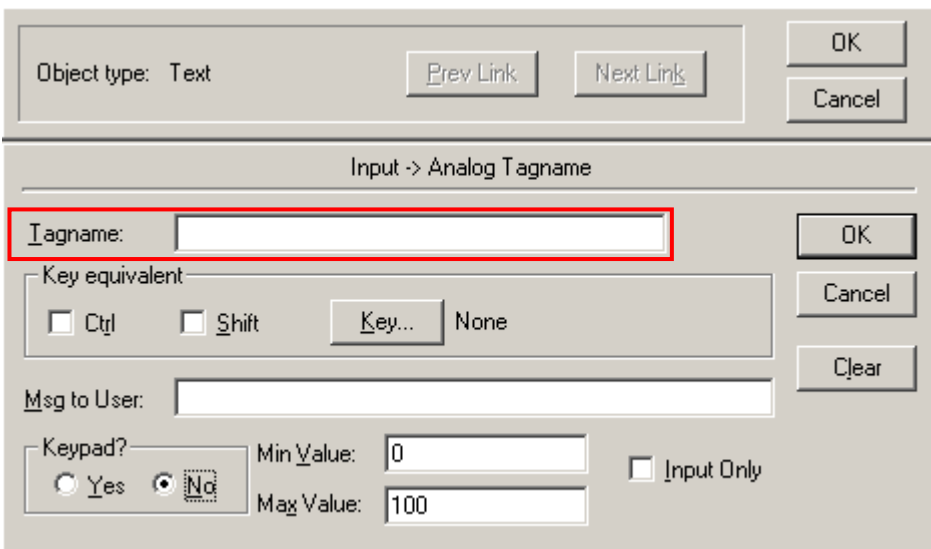 Object type: Text
Prev Link
Next Link
OK
Cancel
Input -> Analog Tagname
Tagname:
OK
Key equivalent
Ctrl
Shift
Key...
None
Cancel
Clear
Msg to User:
Keypad?
Yes
No
Min Value: 0
Max Value: 100
Input Only